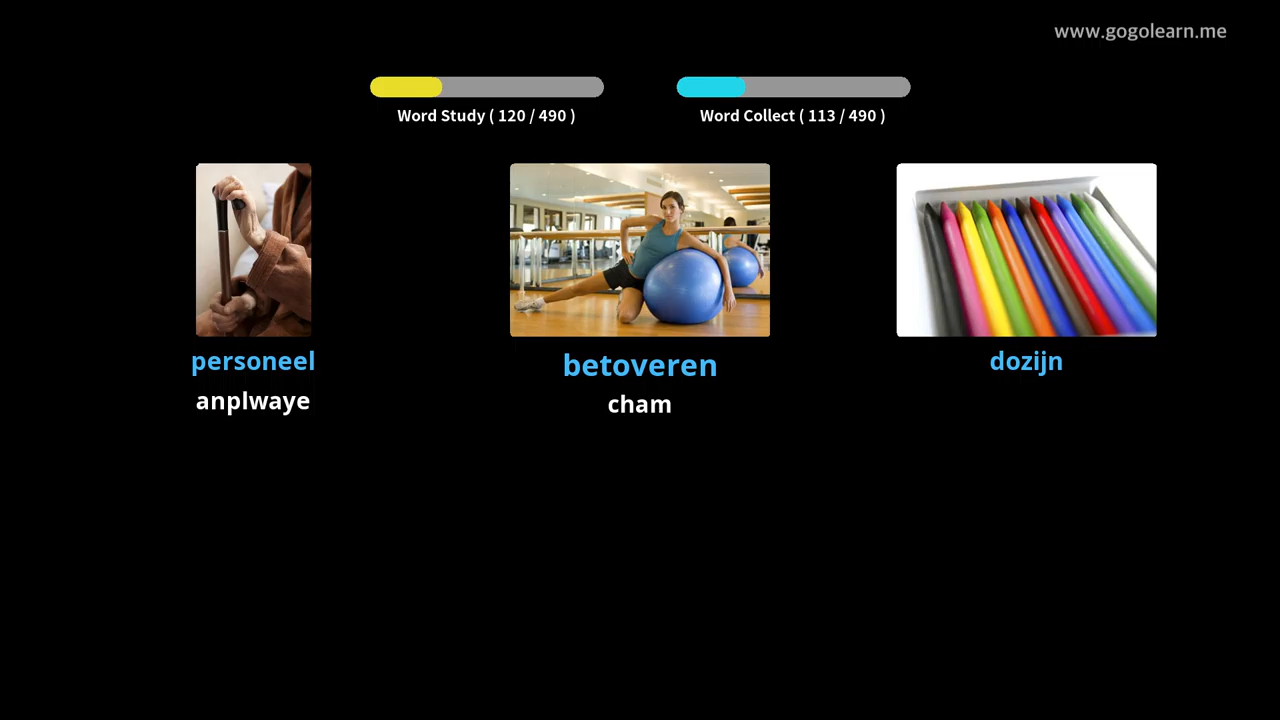 www.gogolearn.me
Word Study ( 120 / 490 )
Word Collect ( 113 / 490 )
personeel
anplwaye
betoveren
cham
dozijn